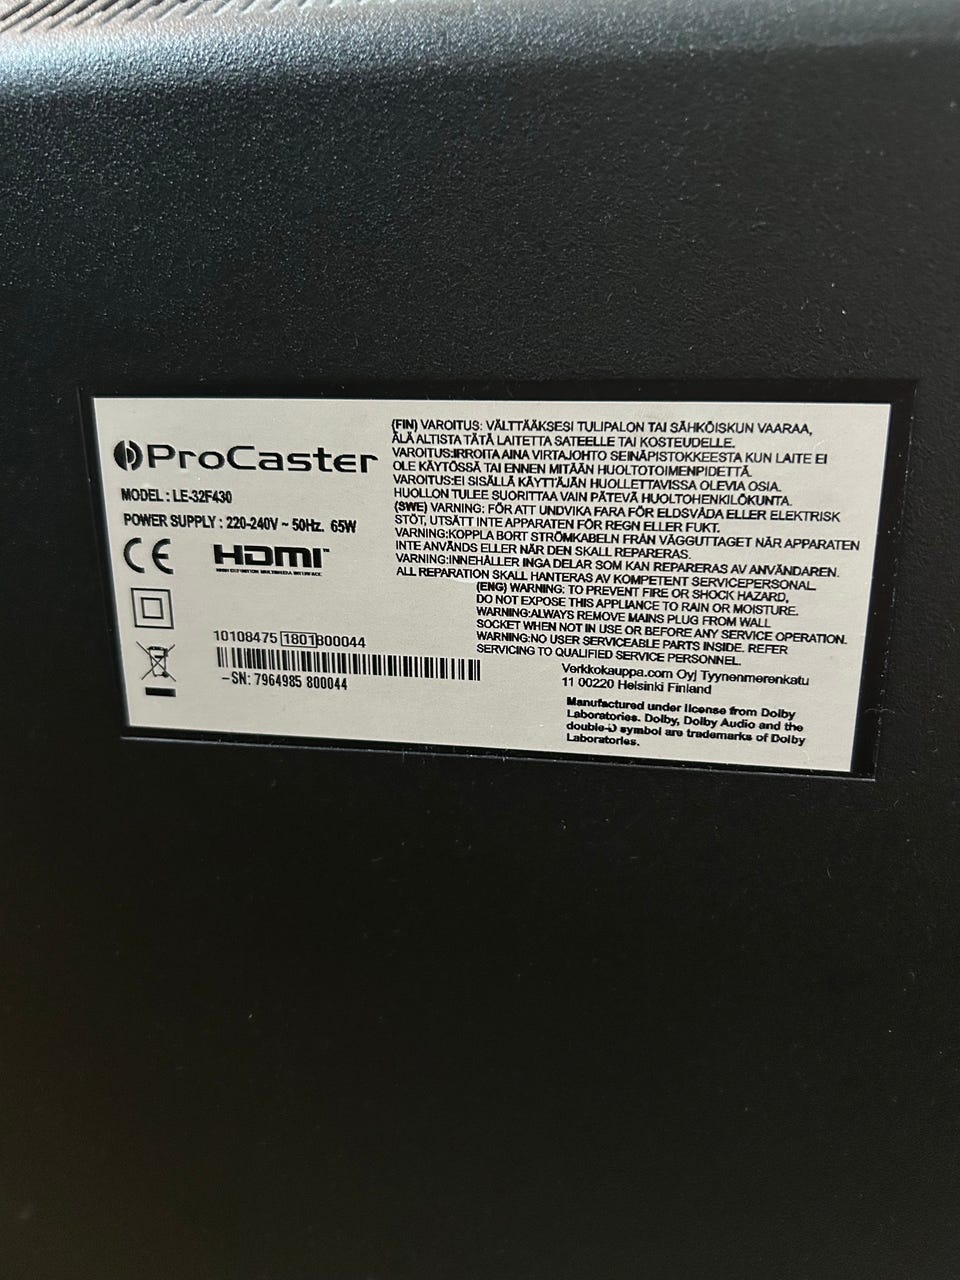 ProCaster
MODEL : LE-32F430
POWER SUPPLY : 220-240V ~ 50Hz. 65W
CE HDMI™
HIGH DEFINITION MULTIMEDIA INTERFACE
10108475 1801 B00044
-SN: 7964985 800044
(FIN) VAROITUS: VÄLTTÄÄKSESI TULIPALON TAI SÄHKÖISKUN VAARAA,
ÄLÄ ALTISTA TÄTÄ LAITETTA SATEELLE TAI KOSTEUDELLE.
VAROITUS:IRROITA AINA VIRTAJOHTO SEINÄPISTOKKEESTA KUN LAITE EI
OLE KÄYTÖSSÄ TAI ENNEN MITÄÄN HUOLTOTOIMENPIDETTÄ.
VAROITUS:EI SISÄLLÄ KÄYTTÄJÄN HUOLLETTAVISSA OLEVIA OSIA.
HUOLLON TULEE SUORITTAA VAIN PÄTEVÄ HUOLTOHENKILÖKUNTA.
(SWE) VARNING: FÖR ATT UNDVIKA FARA FÖR ELDSVÅDA ELLER ELEKTRISK
STÖT, UTSÄTT INTE APPARATEN FÖR REGN ELLER FUKT.
VARNING:KOPPLA BORT STRÖMKABELN FRÅN VÄGGUTTAGET NÄR APPARATEN
INTE ANVÄNDS ELLER NÄR DEN SKALL REPARERAS.
VARNING:INNEHÅLLER INGA DELAR SOM KAN REPARERAS AV ANVÄNDAREN.
ALL REPARATION SKALL HANTERAS AV KOMPETENT SERVICEPERSONAL
(ENG) WARNING: TO PREVENT FIRE OR SHOCK HAZARD,
DO NOT EXPOSE THIS APPLIANCE TO RAIN OR MOISTURE.
WARNING:ALWAYS REMOVE MAINS PLUG FROM WALL
SOCKET WHEN NOT IN USE OR BEFORE ANY SERVICE OPERATION.
WARNING:NO USER SERVICEABLE PARTS INSIDE. REFER
SERVICING TO QUALIFIED SERVICE PERSONNEL.
Verkkokauppa.com Oyj Tyynenmerenkatu
11 00220 Helsinki Finland
Manufactured under license from Dolby
Laboratories. Dolby, Dolby Audio and the
double-D symbol are trademarks of Dolby
Laboratories.